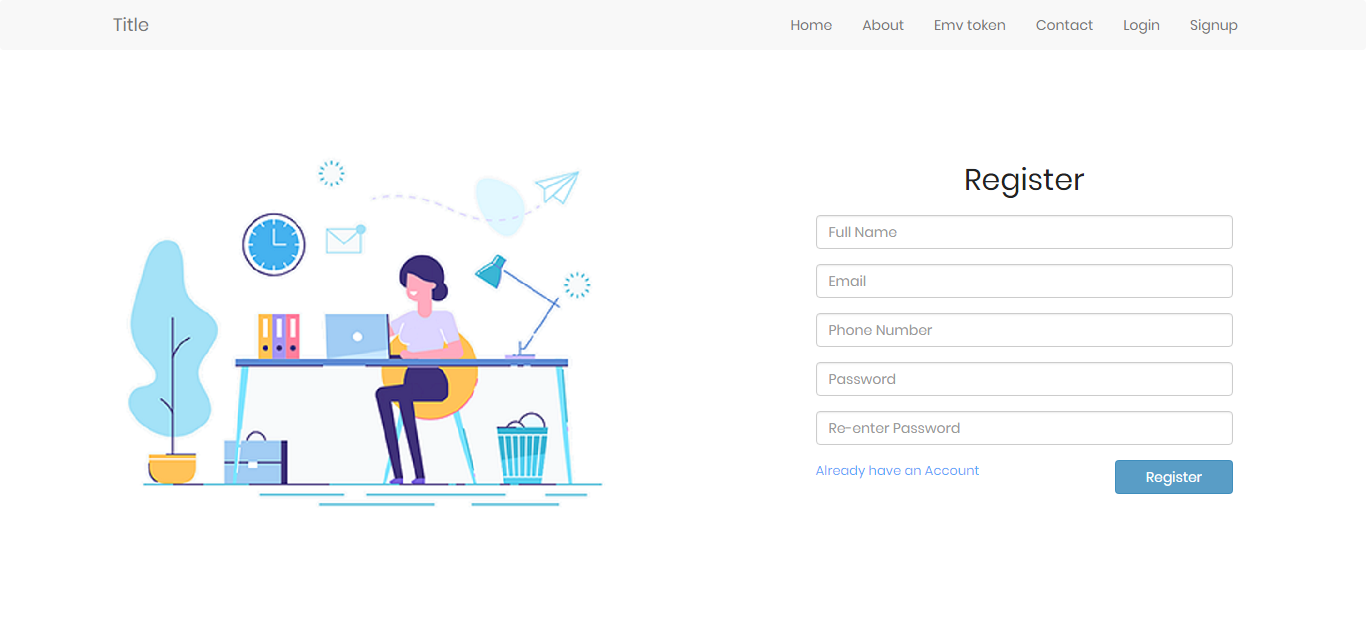 Title Home About Emv token Contact Login Signup
Register
Full Name
Email
Phone Number
Password
Re-enter Password
Already have an Account Register